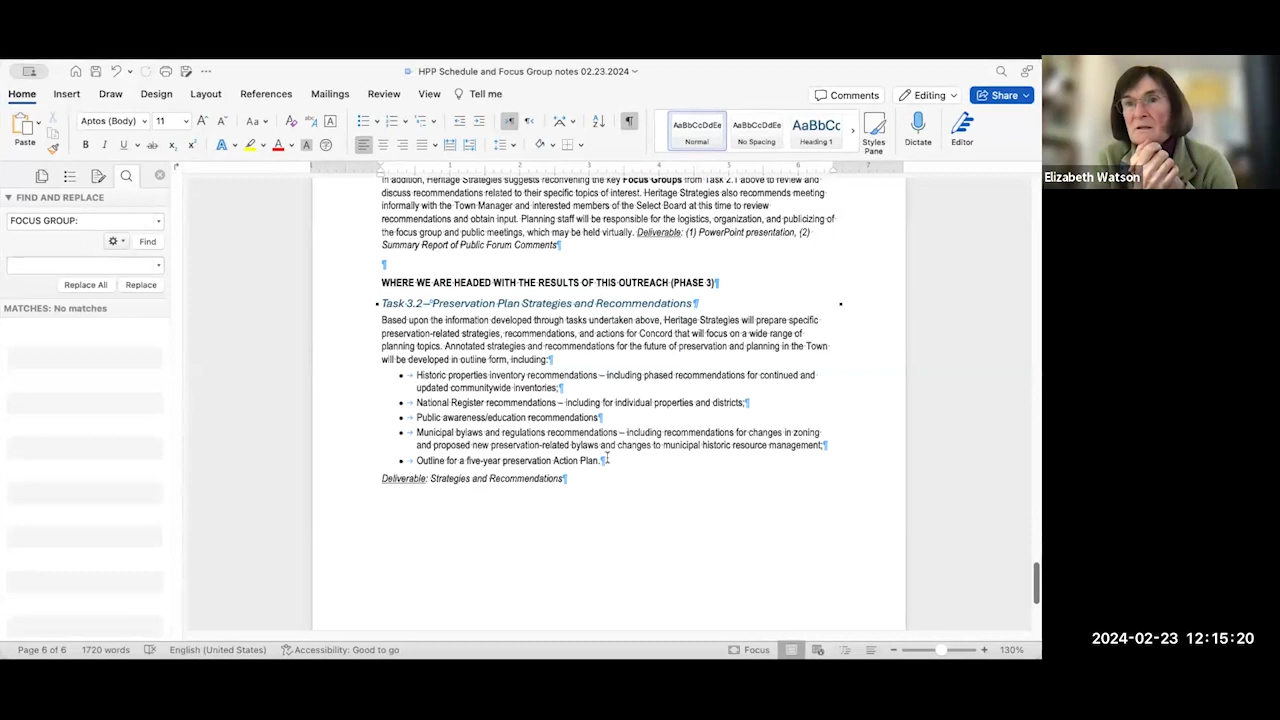 HPP Schedule and Focus Group notes 02.23.2024
Home Insert Draw Design Layout References Mailings Review View Tell me
Comments Editing Share
Paste
Aptos (Body) 11
AaBbCcDdEe AaBbCcDdEe AaBbCc
Normal No Spacing Heading 1
Styles Pane
Dictate
Editor
FIND AND REPLACE
FOCUS GROUP:
Find
Replace All Replace
MATCHES: No matches
1 1 2 3 4 5 6 7
In addition, Heritage Strategies suggests reconvening the key Focus Groups from Task 2.1 above to review and
discuss recommendations related to their specific topics of interest. Heritage Strategies also recommends meeting
informally with the Town Manager and interested members of the Select Board at this time to review
recommendations and obtain input. Planning staff will be responsible for the logistics, organization, and publicizing of
the focus group and public meetings, which may be held virtually. Deliverable: (1) PowerPoint presentation, (2)
Summary Report of Public Forum Comments¶
¶
WHERE WE ARE HEADED WITH THE RESULTS OF THIS OUTREACH (PHASE 3)¶
Task 3.2–Preservation Plan Strategies and Recommendations¶
Based upon the information developed through tasks undertaken above, Heritage Strategies will prepare specific
preservation-related strategies, recommendations, and actions for Concord that will focus on a wide range of
planning topics. Annotated strategies and recommendations for the future of preservation and planning in the Town
will be developed in outline form, including:¶
• Historic properties inventory recommendations – including phased recommendations for continued and
updated communitywide inventories;¶
• National Register recommendations – including for individual properties and districts;¶
• Public awareness/education recommendations¶
• Municipal bylaws and regulations recommendations – including recommendations for changes in zoning
and proposed new preservation-related bylaws and changes to municipal historic resource management;¶
• Outline for a five-year preservation Action Plan.¶
Deliverable: Strategies and Recommendations¶
Page 6 of 6 1720 words English (United States) Accessibility: Good to go Focus 130%
Elizabeth Watson
2024-02-23 12:15:20